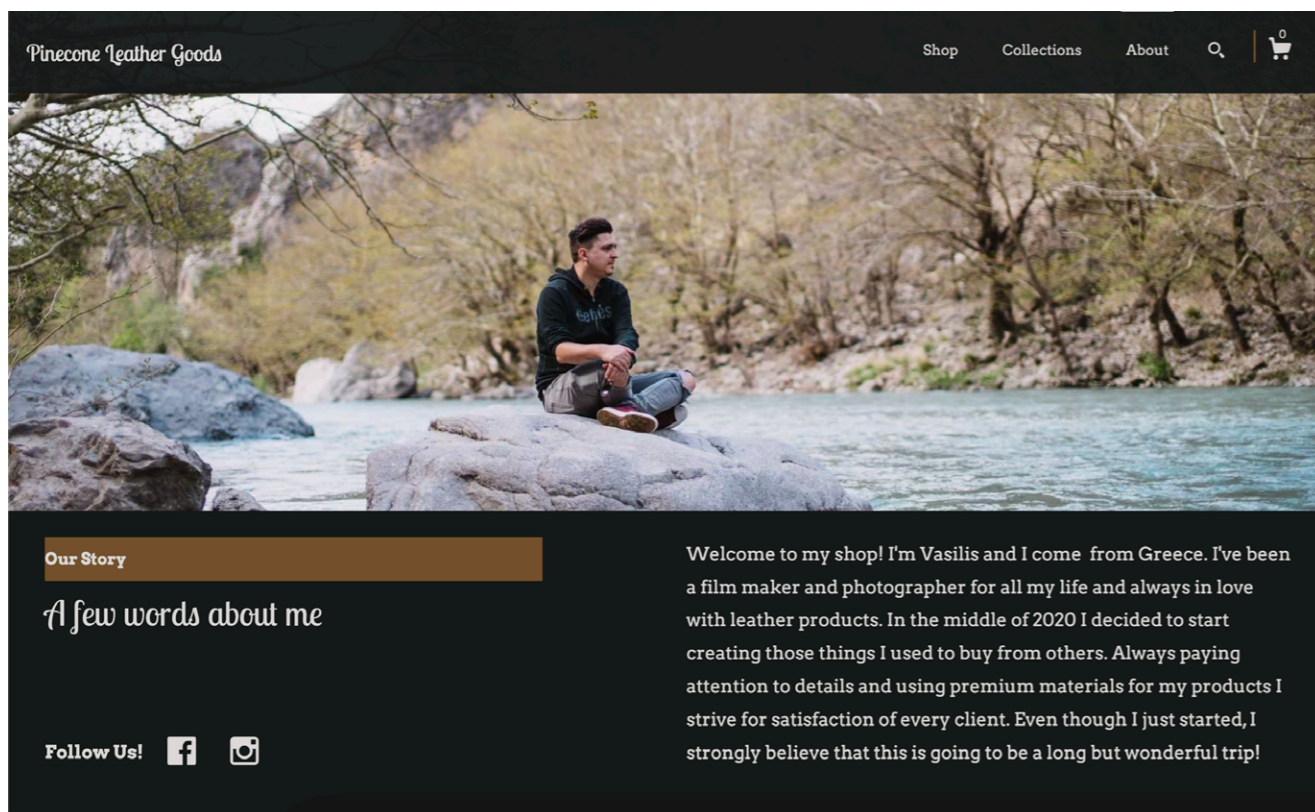 Pinecone Leather Goods
Shop Collections About 0
Our Story
A few words about me
Follow Us!
Welcome to my shop! I'm Vasilis and I come from Greece. I've been
a film maker and photographer for all my life and always in love
with leather products. In the middle of 2020 I decided to start
creating those things I used to buy from others. Always paying
attention to details and using premium materials for my products I
strive for satisfaction of every client. Even though I just started, I
strongly believe that this is going to be a long but wonderful trip!